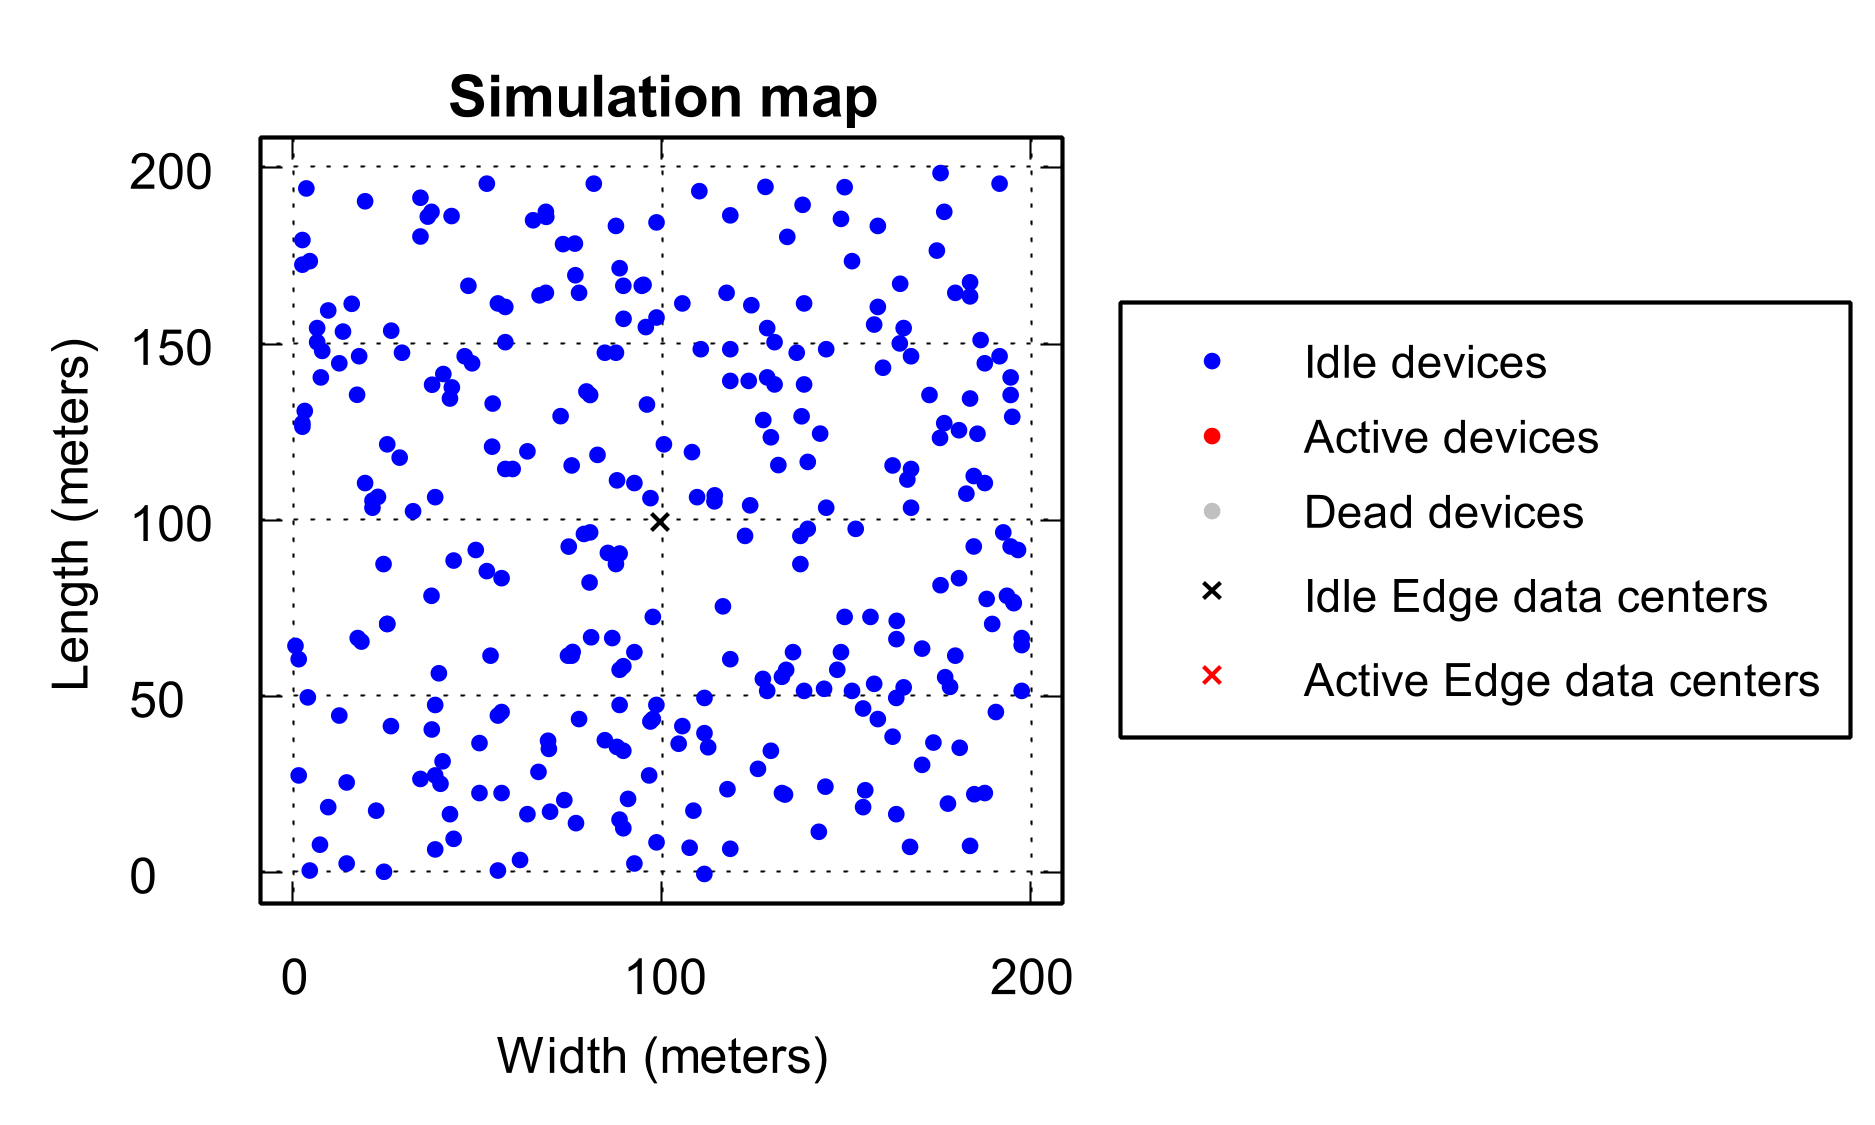 Simulation map
200
150
100
50
0
Length (meters)
0 100 200
Width (meters)
Idle devices
Active devices
Dead devices
Idle Edge data centers
Active Edge data centers